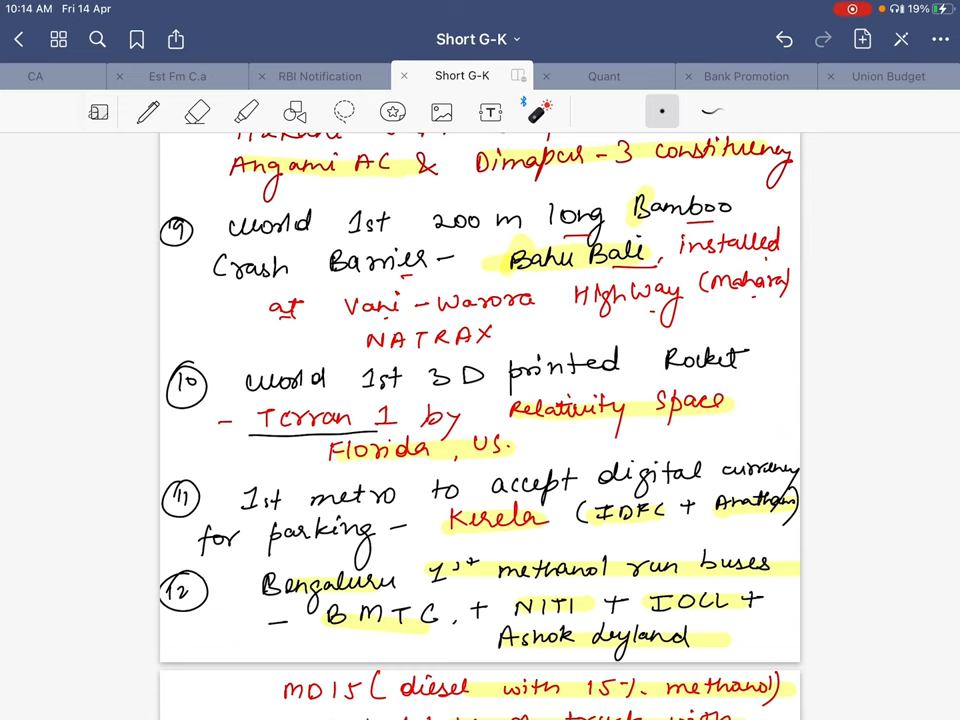 10:14 AM Fri 14 Apr
19%
Short G-K
CA
Est Fm C.a
RBI Notification
Short G-K
Quant
Bank Promotion
Union Budget
Angami AC & Dimapur - 3 constituency
9 World 1st 200 m long Bamboo
Crash Barrier - Bahu Bali, installed
at Vani - Warora HIghWay (Mahara)
NATRAX
10 World 1st 3D printed Rocket
- Terran 1 by Relativity Space
Florida, US.
11 1st metro to accept digital currency
for parking - Kerela (IDFC +
12 Bengaluru 1st methanol run buses
- BMTC, + NITI + IOCL +
Ashok leyland
MD15 (diesel with 15% methanol)